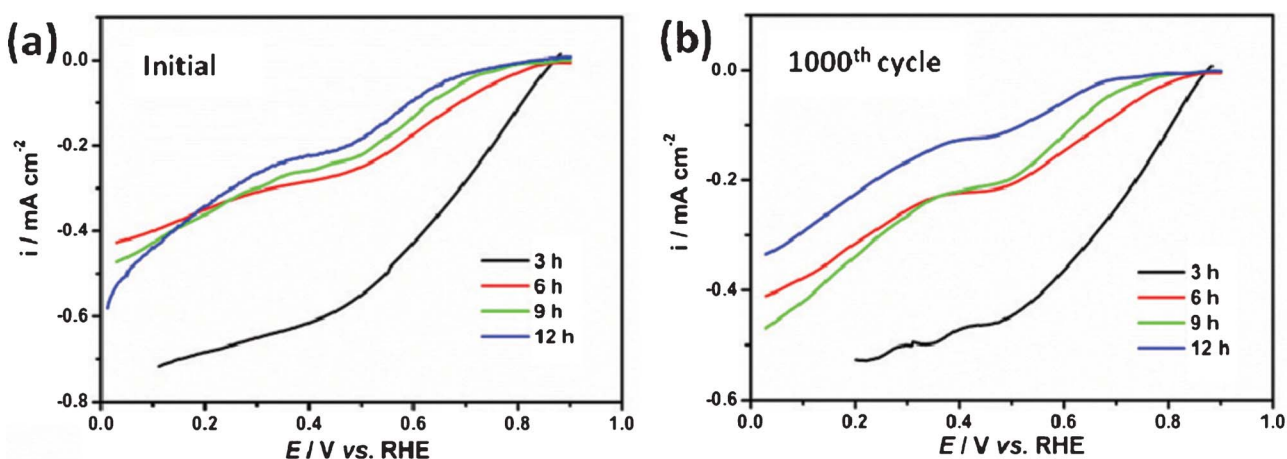 (a)
Initial
0.0
-0.2
-0.4
-0.6
-0.8
i / mA cm⁻²
3 h
6 h
9 h
12 h
0.0 0.2 0.4 0.6 0.8 1.0
E / V vs. RHE
(b)
1000ᵗʰ cycle
0.0
-0.2
-0.4
-0.6
i / mA cm⁻²
3 h
6 h
9 h
12 h
0.0 0.2 0.4 0.6 0.8 1.0
E / V vs. RHE